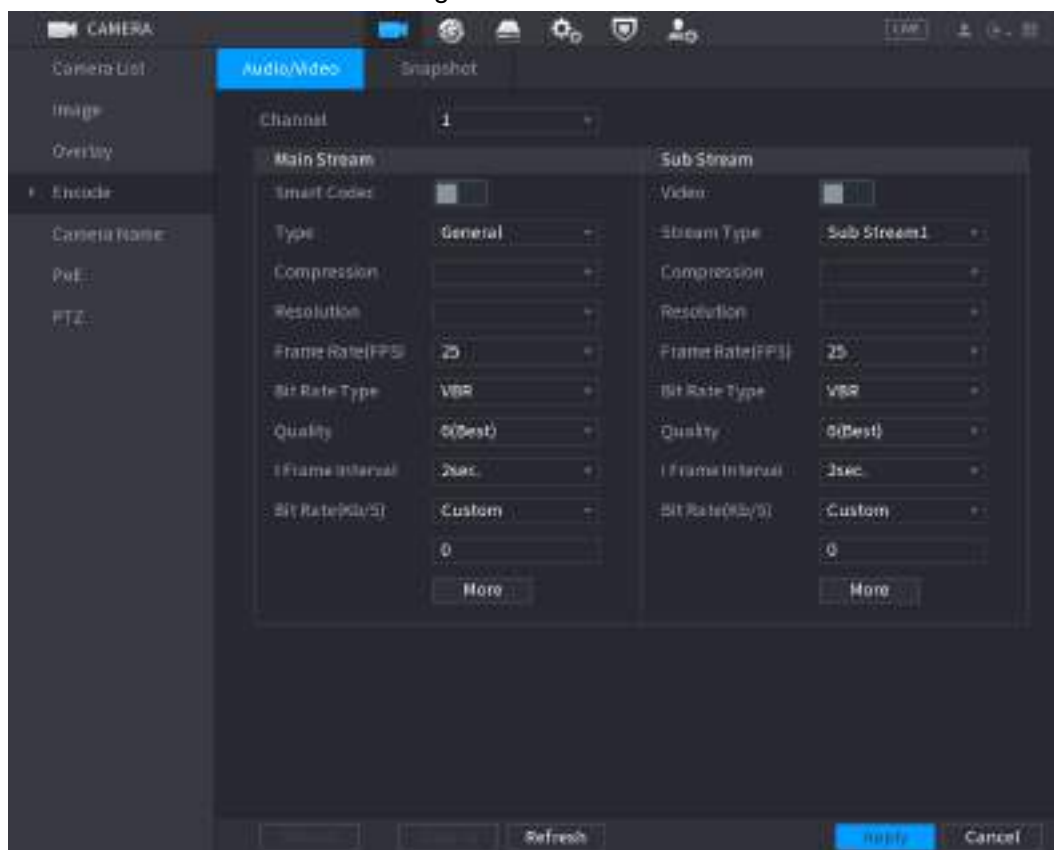 CAMERA LIVE
Camera List Audio/Video Snapshot
Image Channel 1
Overlay Main Stream Sub Stream
Encode Smart Codec Video
Camera Name Type General Stream Type Sub Stream1
PoE Compression Compression
PTZ Resolution Resolution
Frame Rate(FPS) 25 Frame Rate(FPS) 25
Bit Rate Type VBR Bit Rate Type VBR
Quality 0(Best) Quality 0(Best)
I Frame Interval 2sec. I Frame Interval 2sec.
Bit Rate(Kb/S) Custom Bit Rate(Kb/S) Custom
0 0
More More
Refresh Apply Cancel